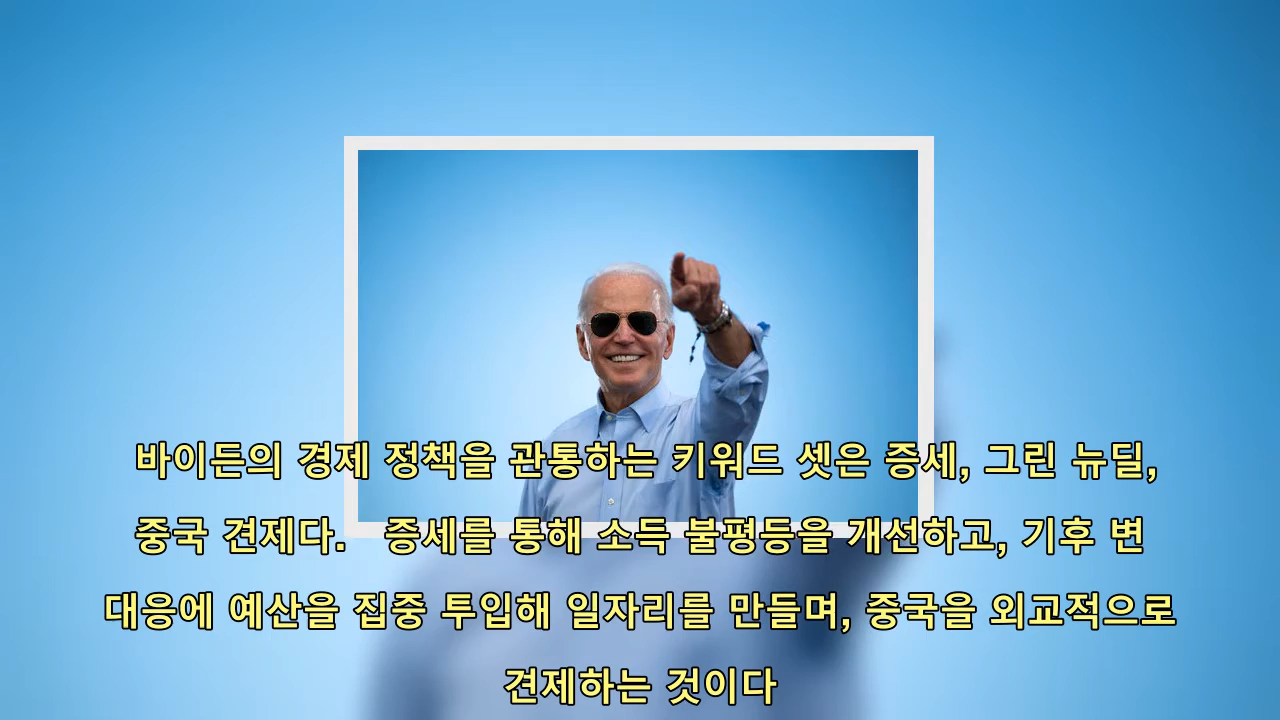 바이든의 경제 정책을 관통하는 키워드 셋은 증세, 그린 뉴딜,
중국 견제다. 증세를 통해 소득 불평등을 개선하고, 기후 변
대응에 예산을 집중 투입해 일자리를 만들며, 중국을 외교적으로
견제하는 것이다